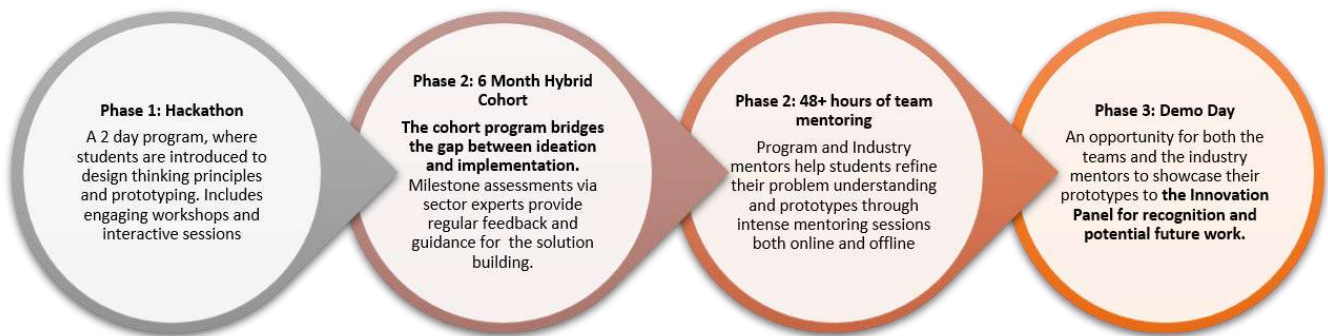 Phase 1: Hackathon
A 2 day program, where
students are introduced to
design thinking principles
and prototyping. Includes
engaging workshops and
interactive sessions
Phase 2: 6 Month Hybrid
Cohort
The cohort program bridges
the gap between ideation
and implementation.
Milestone assessments via
sector experts provide
regular feedback and
guidance for the solution
building.
Phase 2: 48+ hours of team
mentoring
Program and Industry
mentors help students refine
their problem understanding
and prototypes through
intense mentoring sessions
both online and offline
Phase 3: Demo Day
An opportunity for both the
teams and the industry
mentors to showcase their
prototypes to the Innovation
Panel for recognition and
potential future work.